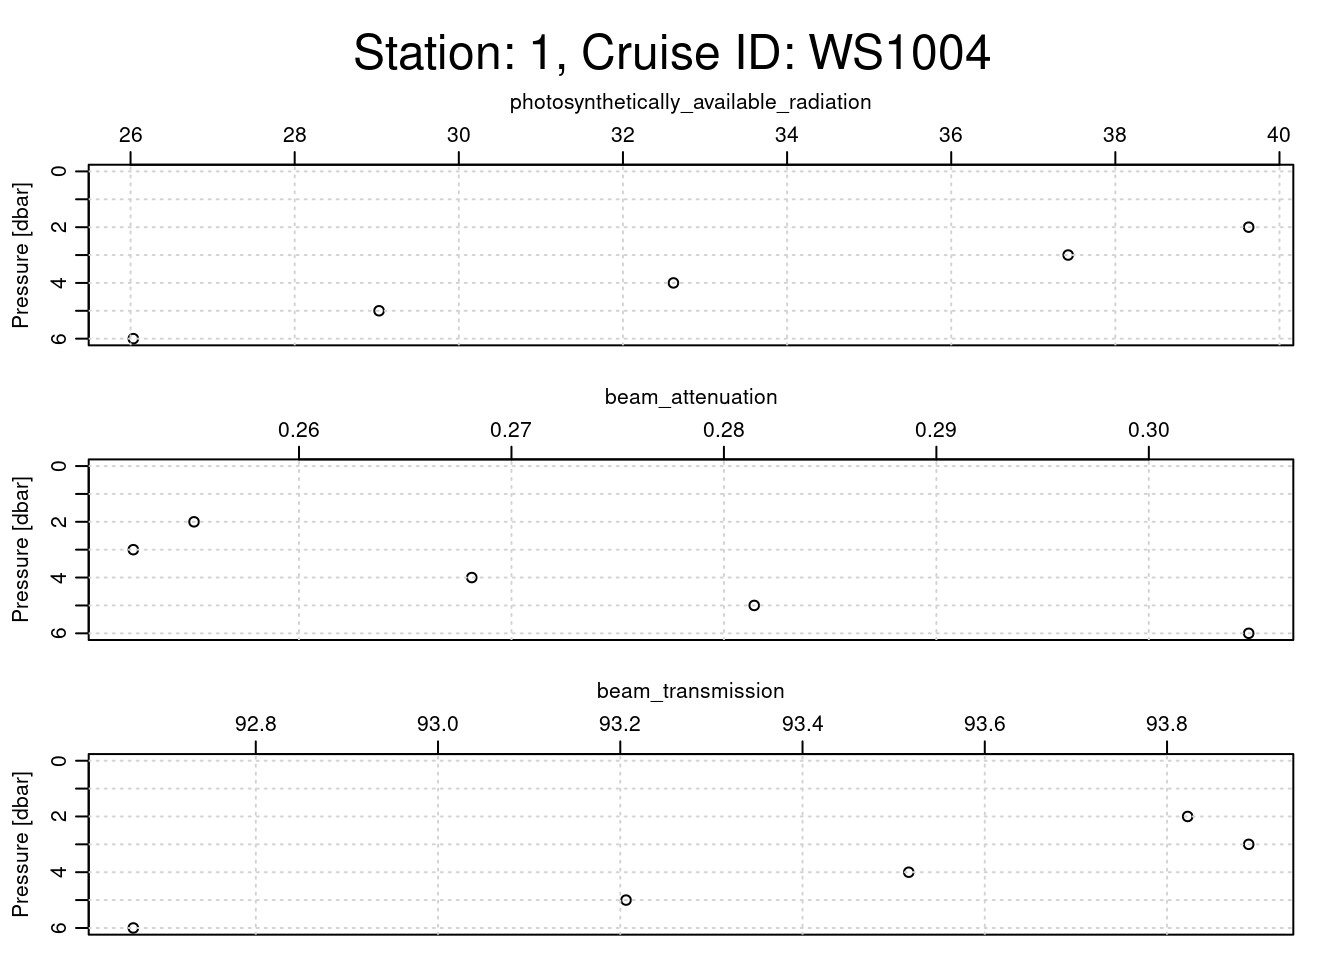 Station: 1, Cruise ID: WS1004
photosynthetically_available_radiation
26 28 30 32 34 36 38 40
Pressure [dbar]
0
2
4
6
beam_attenuation
0.26 0.27 0.28 0.29 0.30
Pressure [dbar]
0
2
4
6
beam_transmission
92.8 93.0 93.2 93.4 93.6 93.8
Pressure [dbar]
0
2
4
6